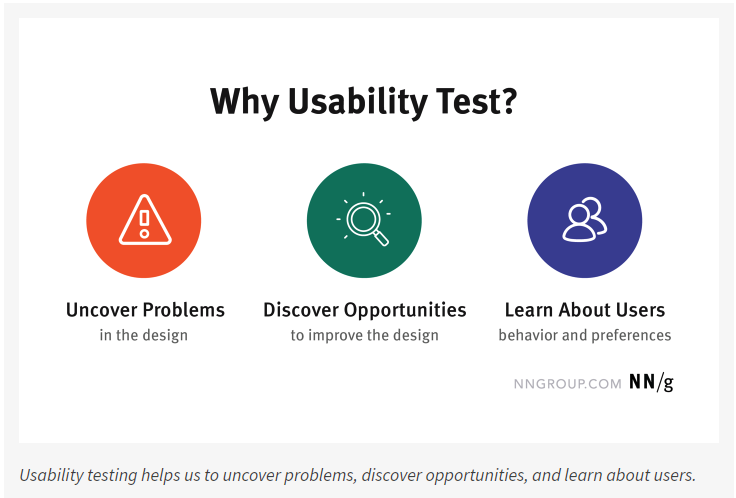 Why Usability Test?
Uncover Problems
in the design
Discover Opportunities
to improve the design
Learn About Users
behavior and preferences
NNGROUP.COM NN/g
Usability testing helps us to uncover problems, discover opportunities, and learn about users.